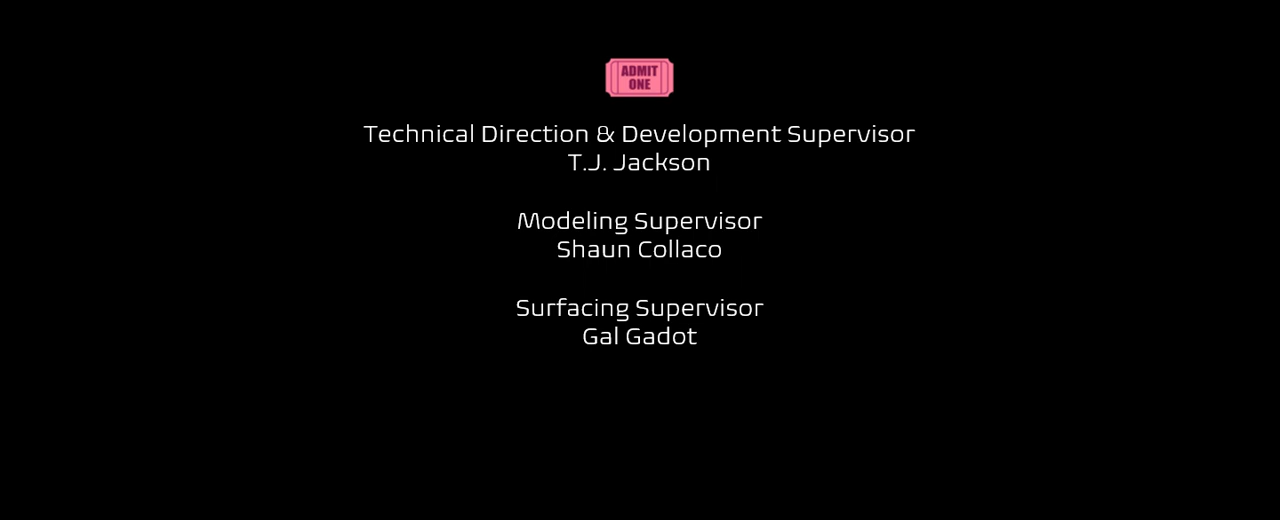 ADMIT
ONE
Technical Direction & Development Supervisor
T.J. Jackson
Modeling Supervisor
Shaun Collaco
Surfacing Supervisor
Gal Gadot